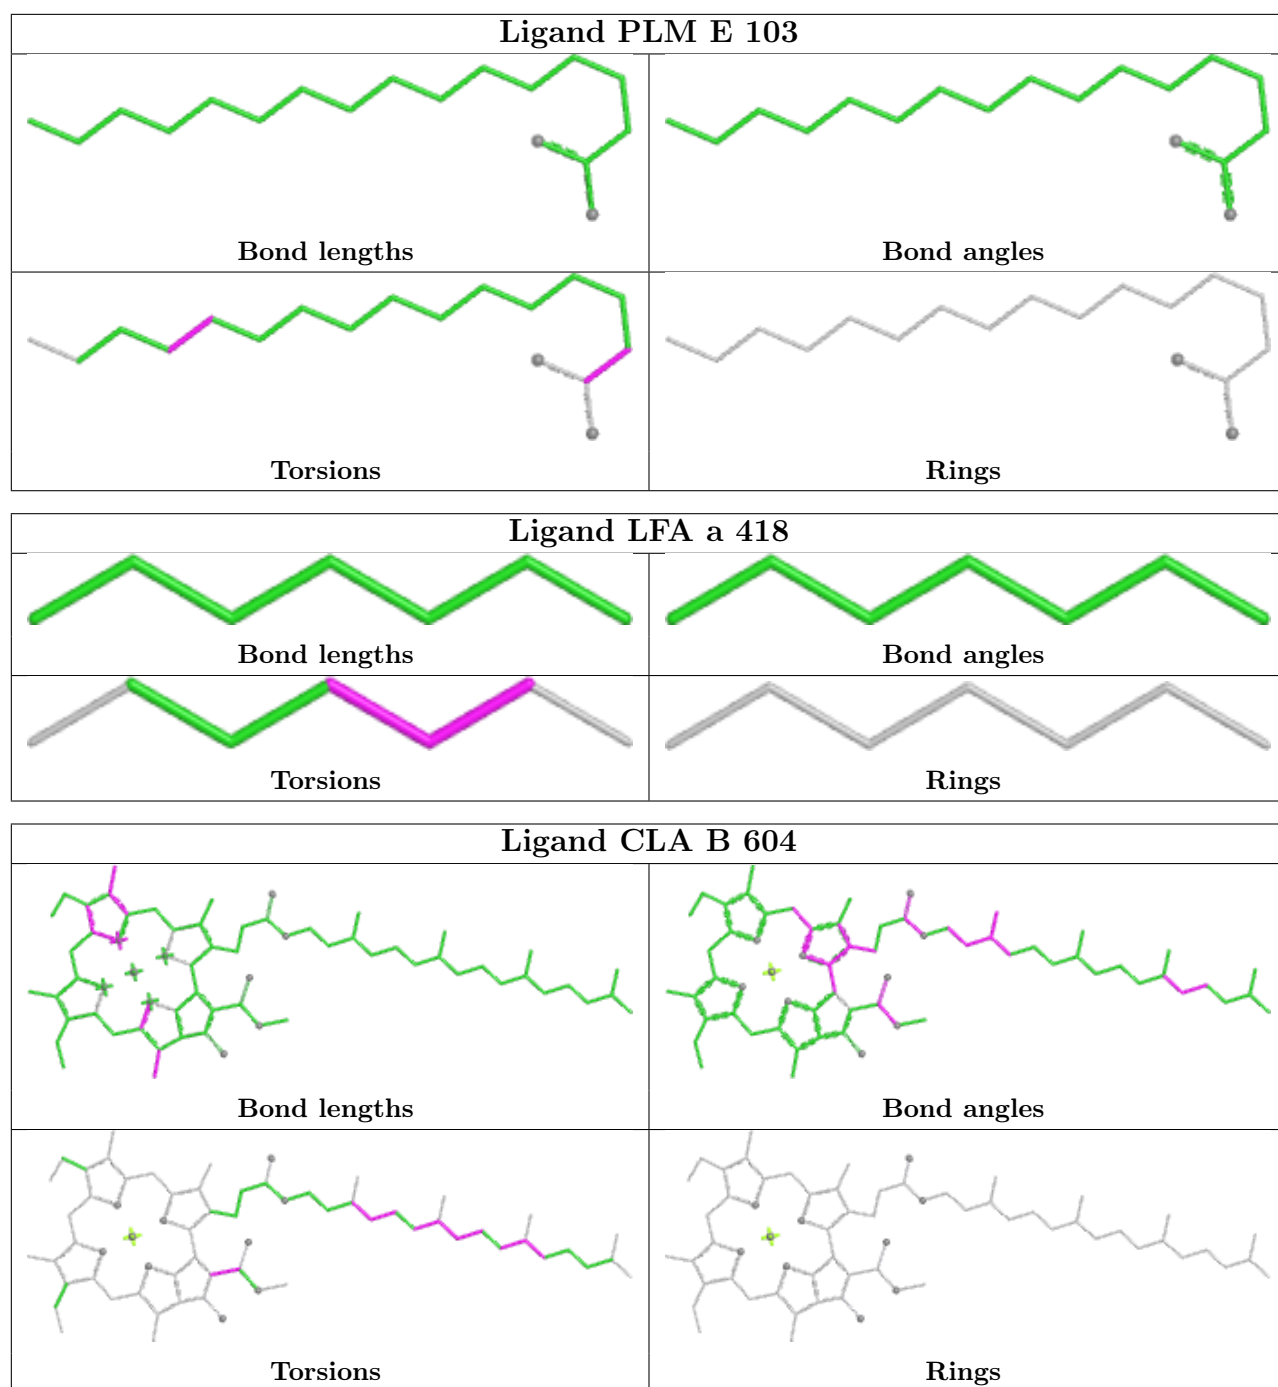 Ligand PLM E 103
Bond lengths
Bond angles
Torsions
Rings
Ligand LFA a 418
Bond lengths
Bond angles
Torsions
Rings
Ligand CLA B 604
Bond lengths
Bond angles
Torsions
Rings